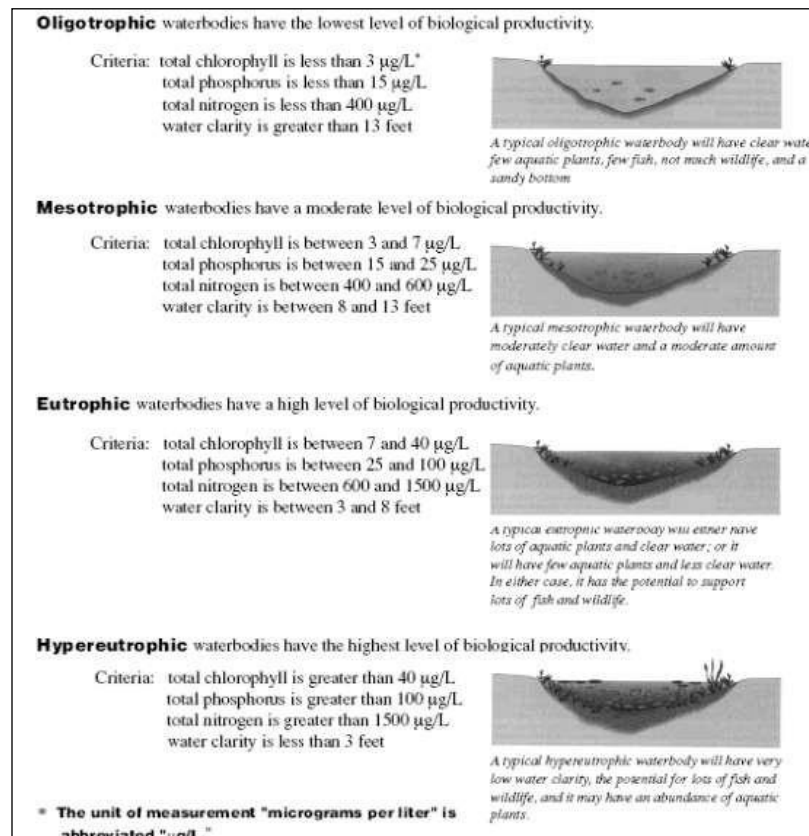 Oligotrophic waterbodies have the lowest level of biological productivity.
Criteria: total chlorophyll is less than 3 µg/L*
total phosphorus is less than 15 µg/L
total nitrogen is less than 400 µg/L
water clarity is greater than 13 feet
A typical oligotrophic waterbody will have clear wate
few aquatic plants, few fish, not much wildlife, and a
sandy bottom
Mesotrophic waterbodies have a moderate level of biological productivity.
Criteria: total chlorophyll is between 3 and 7 µg/L
total phosphorus is between 15 and 25 µg/L
total nitrogen is between 400 and 600 µg/L
water clarity is between 8 and 13 feet
A typical mesotrophic waterbody will have
moderately clear water and a moderate amount
of aquatic plants.
Eutrophic waterbodies have a high level of biological productivity.
Criteria: total chlorophyll is between 7 and 40 µg/L
total phosphorus is between 25 and 100 µg/L
total nitrogen is between 600 and 1500 µg/L
water clarity is between 3 and 8 feet
A typical eutrophic waterbody will either have
lots of aquatic plants and clear water; or it
will have few aquatic plants and less clear water.
In either case, it has the potential to support
lots of fish and wildlife.
Hypereutrophic waterbodies have the highest level of biological productivity.
Criteria: total chlorophyll is greater than 40 µg/L
total phosphorus is greater than 100 µg/L
total nitrogen is greater than 1500 µg/L
water clarity is less than 3 feet
A typical hypereutrophic waterbody will have very
low water clarity, the potential for lots of fish and
wildlife, and it may have an abundance of aquatic
plants.
* The unit of measurement "micrograms per liter" is
abbreviated "µg/L"